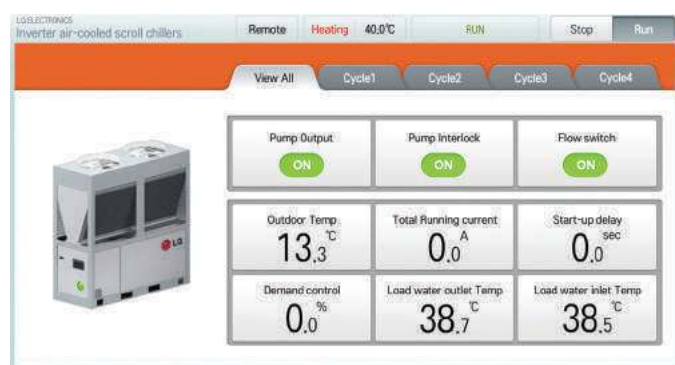 LG ELECTRONICS
Inverter air-cooled scroll chillers
Remote Heating 40.0°C RUN Stop Run
View All Cycle1 Cycle2 Cycle3 Cycle4
Pump Output Pump Interlock Flow switch
ON ON ON
Outdoor Temp Total Running current Start-up delay
13.3 °C 0.0 A 0.0 sec
Demand control Load water outlet Temp Load water inlet Temp
0.0 % 38.7 °C 38.5 °C
LG